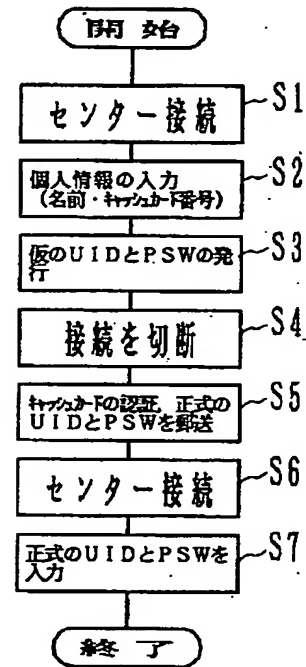 開 始
センター接続
S1
個人情報の入力
(名前・キャッシュカード番号)
S2
仮のUIDとPSWの発
行
S3
接続を切断
S4
キャッシュカードの認証, 正式の
UIDとPSWを郵送
S5
センター接続
S6
正式のUIDとPSWを
入力
S7
終 了